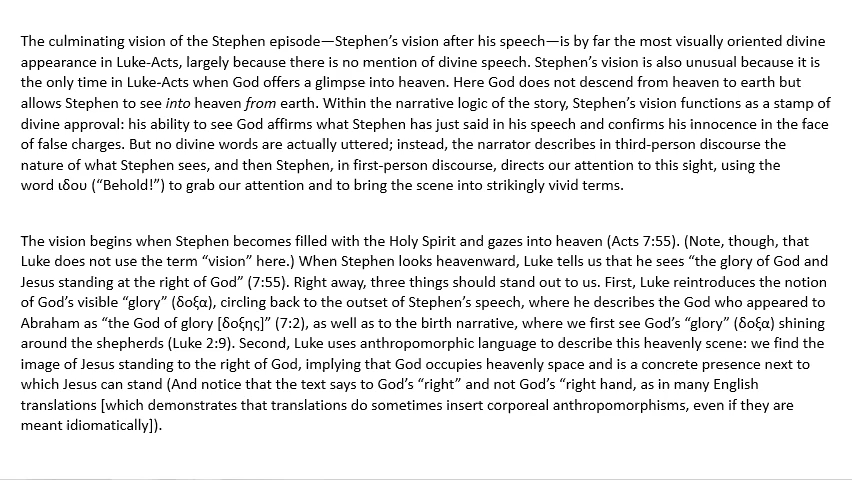 The culminating vision of the Stephen episode—Stephen’s vision after his speech—is by far the most visually oriented divine
appearance in Luke-Acts, largely because there is no mention of divine speech. Stephen’s vision is also unusual because it is
the only time in Luke-Acts when God offers a glimpse into heaven. Here God does not descend from heaven to earth but
allows Stephen to see into heaven from earth. Within the narrative logic of the story, Stephen’s vision functions as a stamp of
divine approval: his ability to see God affirms what Stephen has just said in his speech and confirms his innocence in the face
of false charges. But no divine words are actually uttered; instead, the narrator describes in third-person discourse the
nature of what Stephen sees, and then Stephen, in first-person discourse, directs our attention to this sight, using the
word ιδου (“Behold!”) to grab our attention and to bring the scene into strikingly vivid terms.
The vision begins when Stephen becomes filled with the Holy Spirit and gazes into heaven (Acts 7:55). (Note, though, that
Luke does not use the term “vision” here.) When Stephen looks heavenward, Luke tells us that he sees “the glory of God and
Jesus standing at the right of God” (7:55). Right away, three things should stand out to us. First, Luke reintroduces the notion
of God’s visible “glory” (δοξα), circling back to the outset of Stephen’s speech, where he describes the God who appeared to
Abraham as “the God of glory [δοξης]” (7:2), as well as to the birth narrative, where we first see God’s “glory” (δοξα) shining
around the shepherds (Luke 2:9). Second, Luke uses anthropomorphic language to describe this heavenly scene: we find the
image of Jesus standing to the right of God, implying that God occupies heavenly space and is a concrete presence next to
which Jesus can stand (And notice that the text says to God’s “right” and not God’s “right hand, as in many English
translations [which demonstrates that translations do sometimes insert corporeal anthropomorphisms, even if they are
meant idiomatically]).